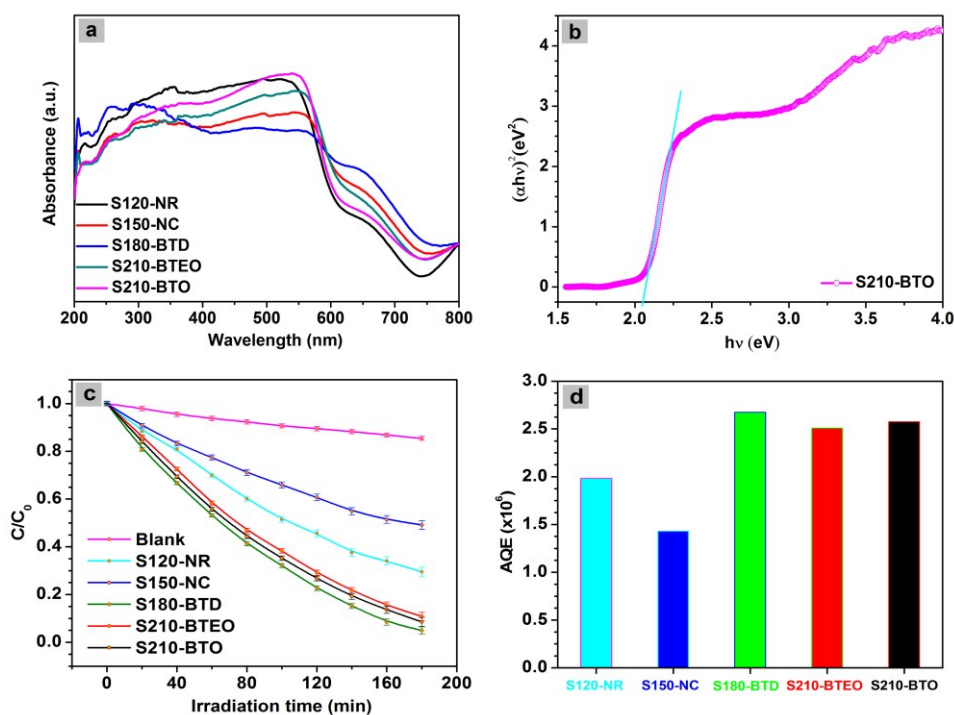 a
Absorbance (a.u.)
S120-NR
S150-NC
S180-BTD
S210-BTEO
S210-BTO
200 300 400 500 600 700 800
Wavelength (nm)
b
(αhν)² (eV²)
4
3
2
1
0
S210-BTO
1.5 2.0 2.5 3.0 3.5 4.0
hν (eV)
c
C/C₀
1.0
0.8
0.6
0.4
0.2
0.0
Blank
S120-NR
S150-NC
S180-BTD
S210-BTEO
S210-BTO
0 40 80 120 160 200
Irradiation time (min)
d
AQE (x10⁶)
3.0
2.5
2.0
1.5
1.0
0.5
0.0
S120-NR S150-NC S180-BTD S210-BTEO S210-BTO